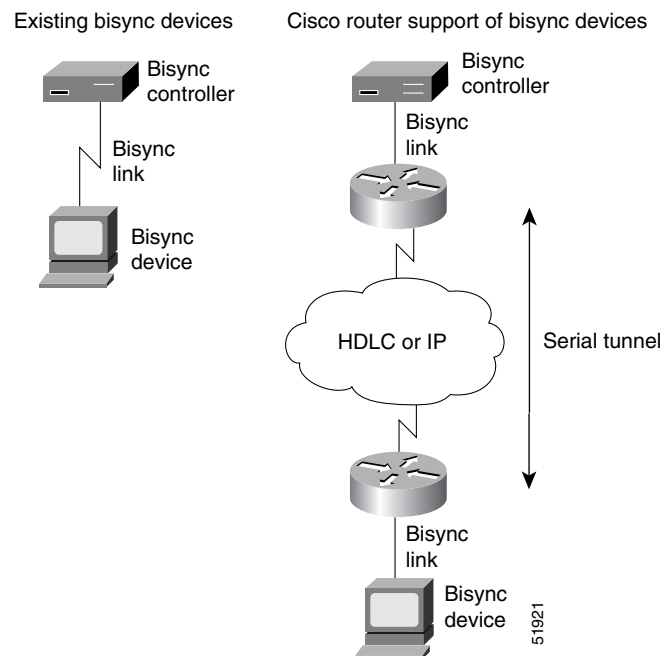 Existing bisync devices
Bisync
controller
Bisync
link
Bisync
device
Cisco router support of bisync devices
Bisync
controller
Bisync
link
HDLC or IP
Serial tunnel
Bisync
link
Bisync
device
51921